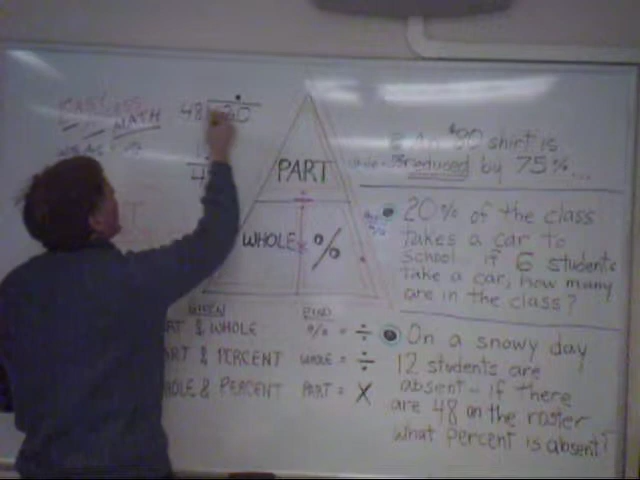 MATH
48
PART
WHOLE
%
WHEN
FIND
PART & WHOLE
% = ÷
PART & PERCENT
WHOLE = ÷
WHOLE & PERCENT
PART = X
$90 shirt is
reduced by 75%...
20% of the class
takes a car to
school. if 6 students
take a car, how many
are in the class?
On a snowy day
12 students are
absent - if there
are 48 on the roster
What percent is absent?